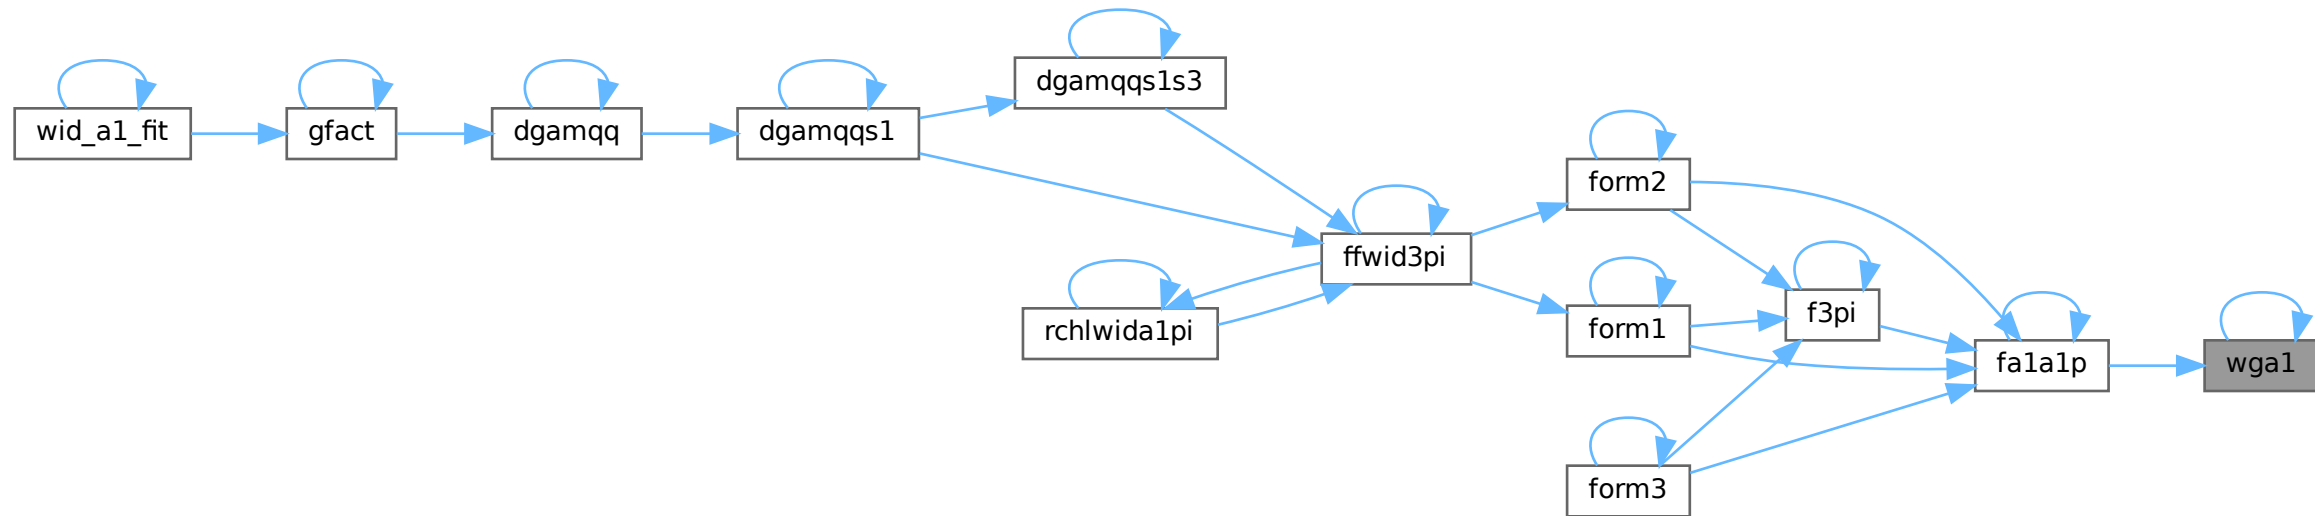 wid_a1_fit
gfact
dgamqq
dgamqqs1
dgamqqs1s3
rchlwida1pi
ffwid3pi
form2
form1
form3
f3pi
fa1a1p
wga1